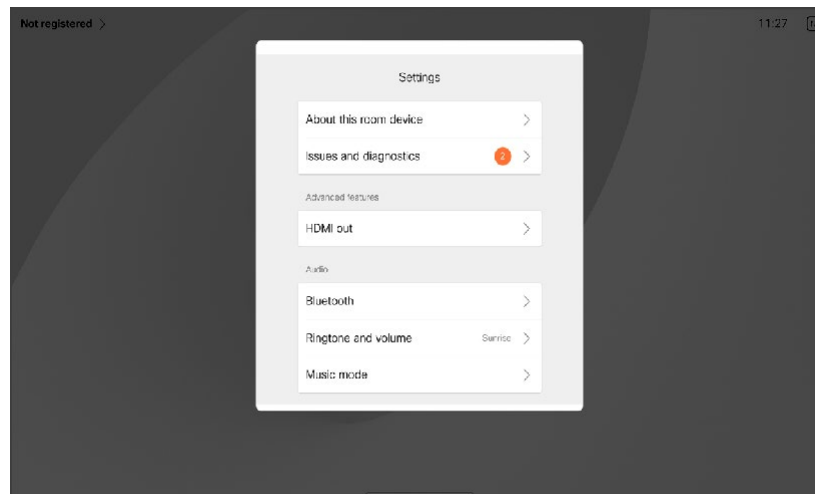 Not registered
11:27
Settings
About this room device
Issues and diagnostics 2
Advanced features
HDMI out
Audio
Bluetooth
Ringtone and volume Sunrise
Music mode